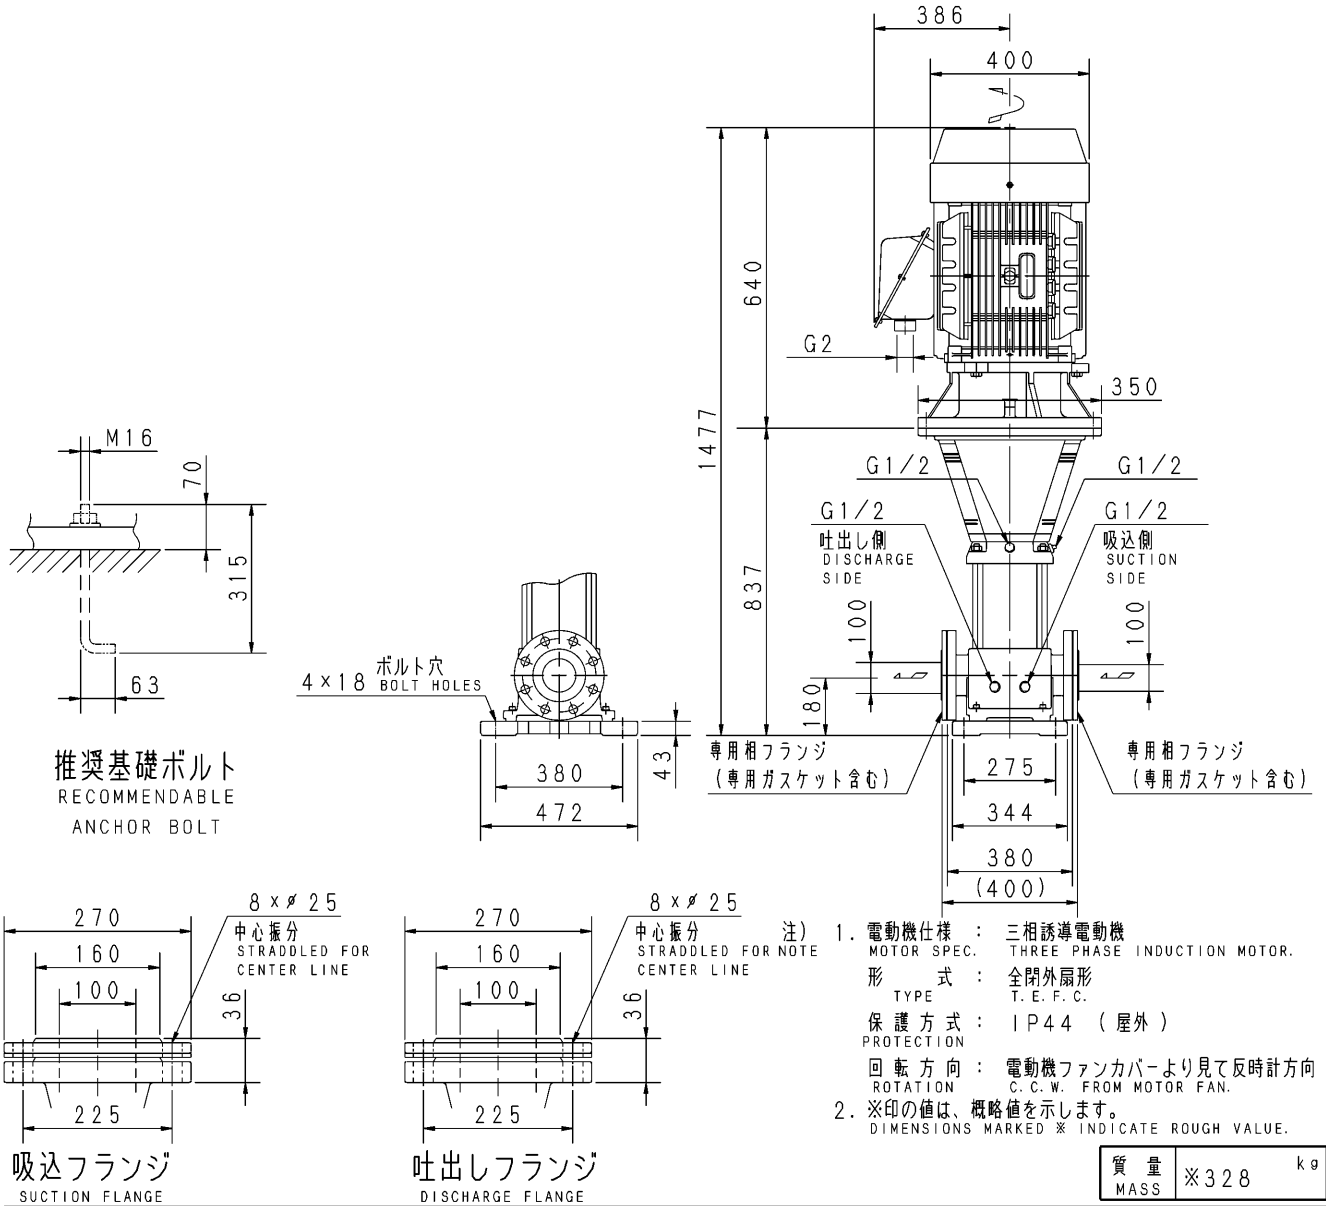 386
400
1477
640
G2
350
837
G1/2
G1/2
G1/2
吐出し側
DISCHARGE
SIDE
G1/2
吸込側
SUCTION
SIDE
100
100
180
専用相フランジ
(専用ガスケット含む)
専用相フランジ
(専用ガスケット含む)
275
344
380
(400)
M16
70
315
63
推奨基礎ボルト
RECOMMENDABLE
ANCHOR BOLT
4×18 ボルト穴
BOLT HOLES
43
380
472
270
160
100
8×ø25
中心振分
STRADDLED FOR
CENTER LINE
36
225
吸込フランジ
SUCTION FLANGE
270
160
100
8×ø25
中心振分
STRADDLED FOR
CENTER LINE
36
225
吐出しフランジ
DISCHARGE FLANGE
注)
NOTE
1. 電動機仕様 : 三相誘導電動機
MOTOR SPEC. THREE PHASE INDUCTION MOTOR.
形 式 : 全閉外扇形
TYPE T.E.F.C.
保護方式 : IP44 (屋外)
PROTECTION
回転方向 : 電動機ファンカバーより見て反時計方向
ROTATION C.C.W. FROM MOTOR FAN.
2. ※印の値は、概略値を示します。
DIMENSIONS MARKED ※ INDICATE ROUGH VALUE.
質量 ※328 kg
MASS